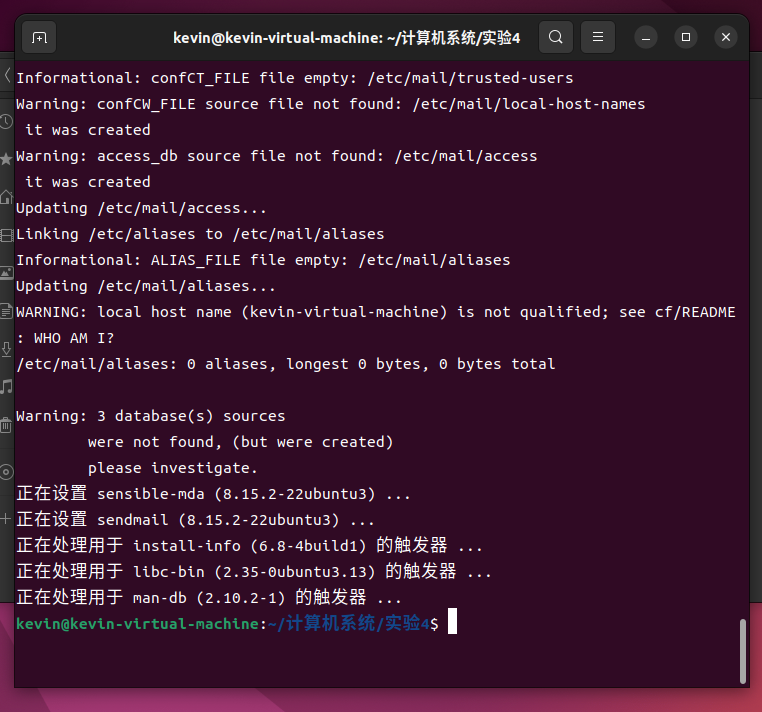 kevin@kevin-virtual-machine: ~/计算机系统/实验4
Informational: confCT_FILE file empty: /etc/mail/trusted-users
Warning: confCW_FILE source file not found: /etc/mail/local-host-names
 it was created
Warning: access_db source file not found: /etc/mail/access
 it was created
Updating /etc/mail/access...
Linking /etc/aliases to /etc/mail/aliases
Informational: ALIAS_FILE file empty: /etc/mail/aliases
Updating /etc/mail/aliases...
WARNING: local host name (kevin-virtual-machine) is not qualified; see cf/README
: WHO AM I?
/etc/mail/aliases: 0 aliases, longest 0 bytes, 0 bytes total
Warning: 3 database(s) sources
        were not found, (but were created)
        please investigate.
正在设置 sensible-mda (8.15.2-22ubuntu3) ...
正在设置 sendmail (8.15.2-22ubuntu3) ...
正在处理用于 install-info (6.8-4build1) 的触发器 ...
正在处理用于 libc-bin (2.35-0ubuntu3.13) 的触发器 ...
正在处理用于 man-db (2.10.2-1) 的触发器 ...
kevin@kevin-virtual-machine:~/计算机系统/实验4$